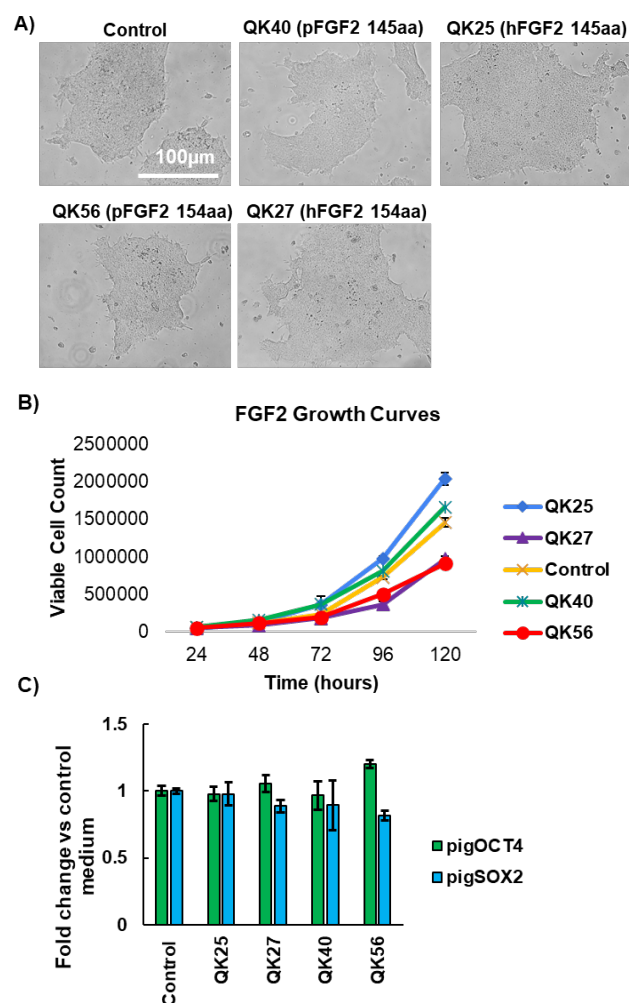 A)
Control
QK40 (pFGF2 145aa)
QK25 (hFGF2 145aa)
100μm
QK56 (pFGF2 154aa)
QK27 (hFGF2 154aa)
B)
FGF2 Growth Curves
Viable Cell Count
2500000
2000000
1500000
1000000
500000
0
24 48 72 96 120
Time (hours)
QK25
QK27
Control
QK40
QK56
C)
Fold change vs control
medium
1.5
1
0.5
0
Control
QK25
QK27
QK40
QK56
pigOCT4
pigSOX2